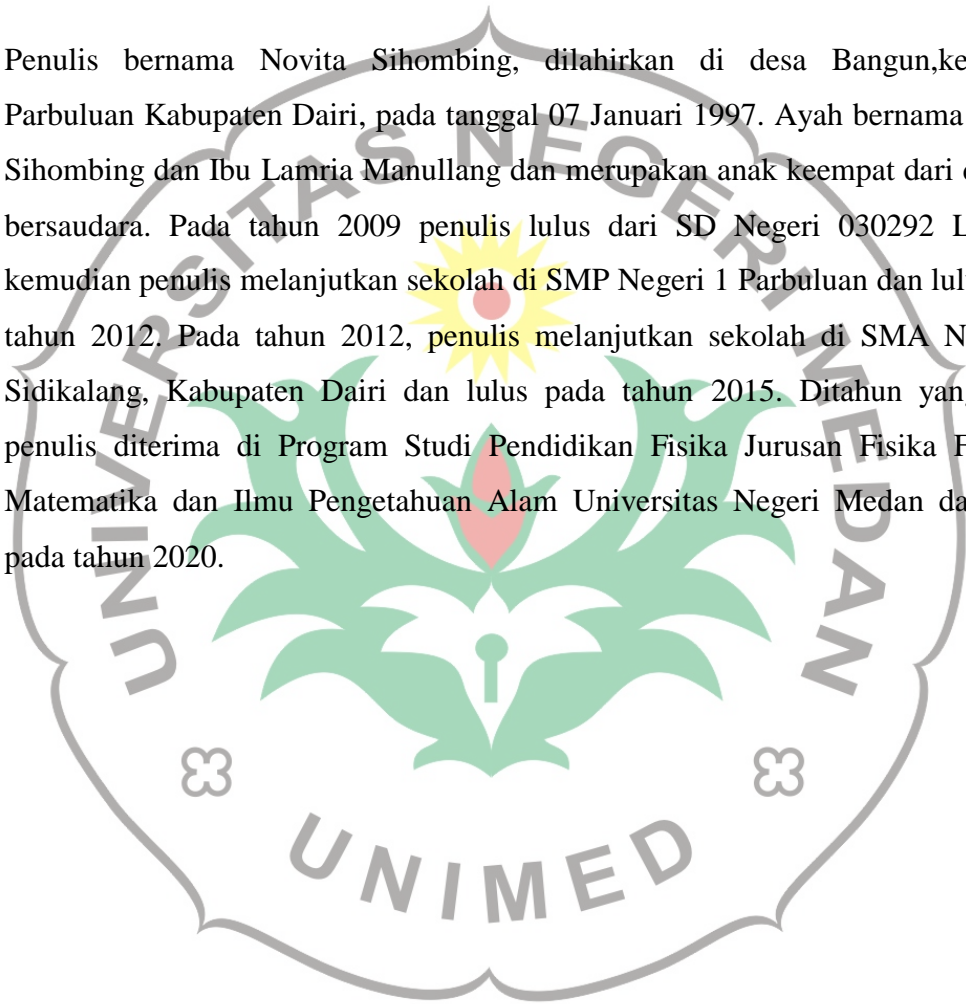 Penulis bernama Novita Sihombing, dilahirkan di desa Bangun,
Parbuluan Kabupaten Dairi, pada tanggal 07 Januari 1997. Ayah bernama
Sihombing dan Ibu Lamria Manullang dan merupakan anak keempat dari
bersaudara. Pada tahun 2009 penulis lulus dari SD Negeri 030292
kemudian penulis melanjutkan sekolah di SMP Negeri 1 Parbuluan dan
tahun 2012. Pada tahun 2012, penulis melanjutkan sekolah di SMA
Sidikalang, Kabupaten Dairi dan lulus pada tahun 2015. Ditahun
penulis diterima di Program Studi Pendidikan Fisika Jurusan Fisika
Matematika dan Ilmu Pengetahuan Alam Universitas Negeri Medan
pada tahun 2020.
UNIVERSITAS NEGERI MEDAN
UNIMED